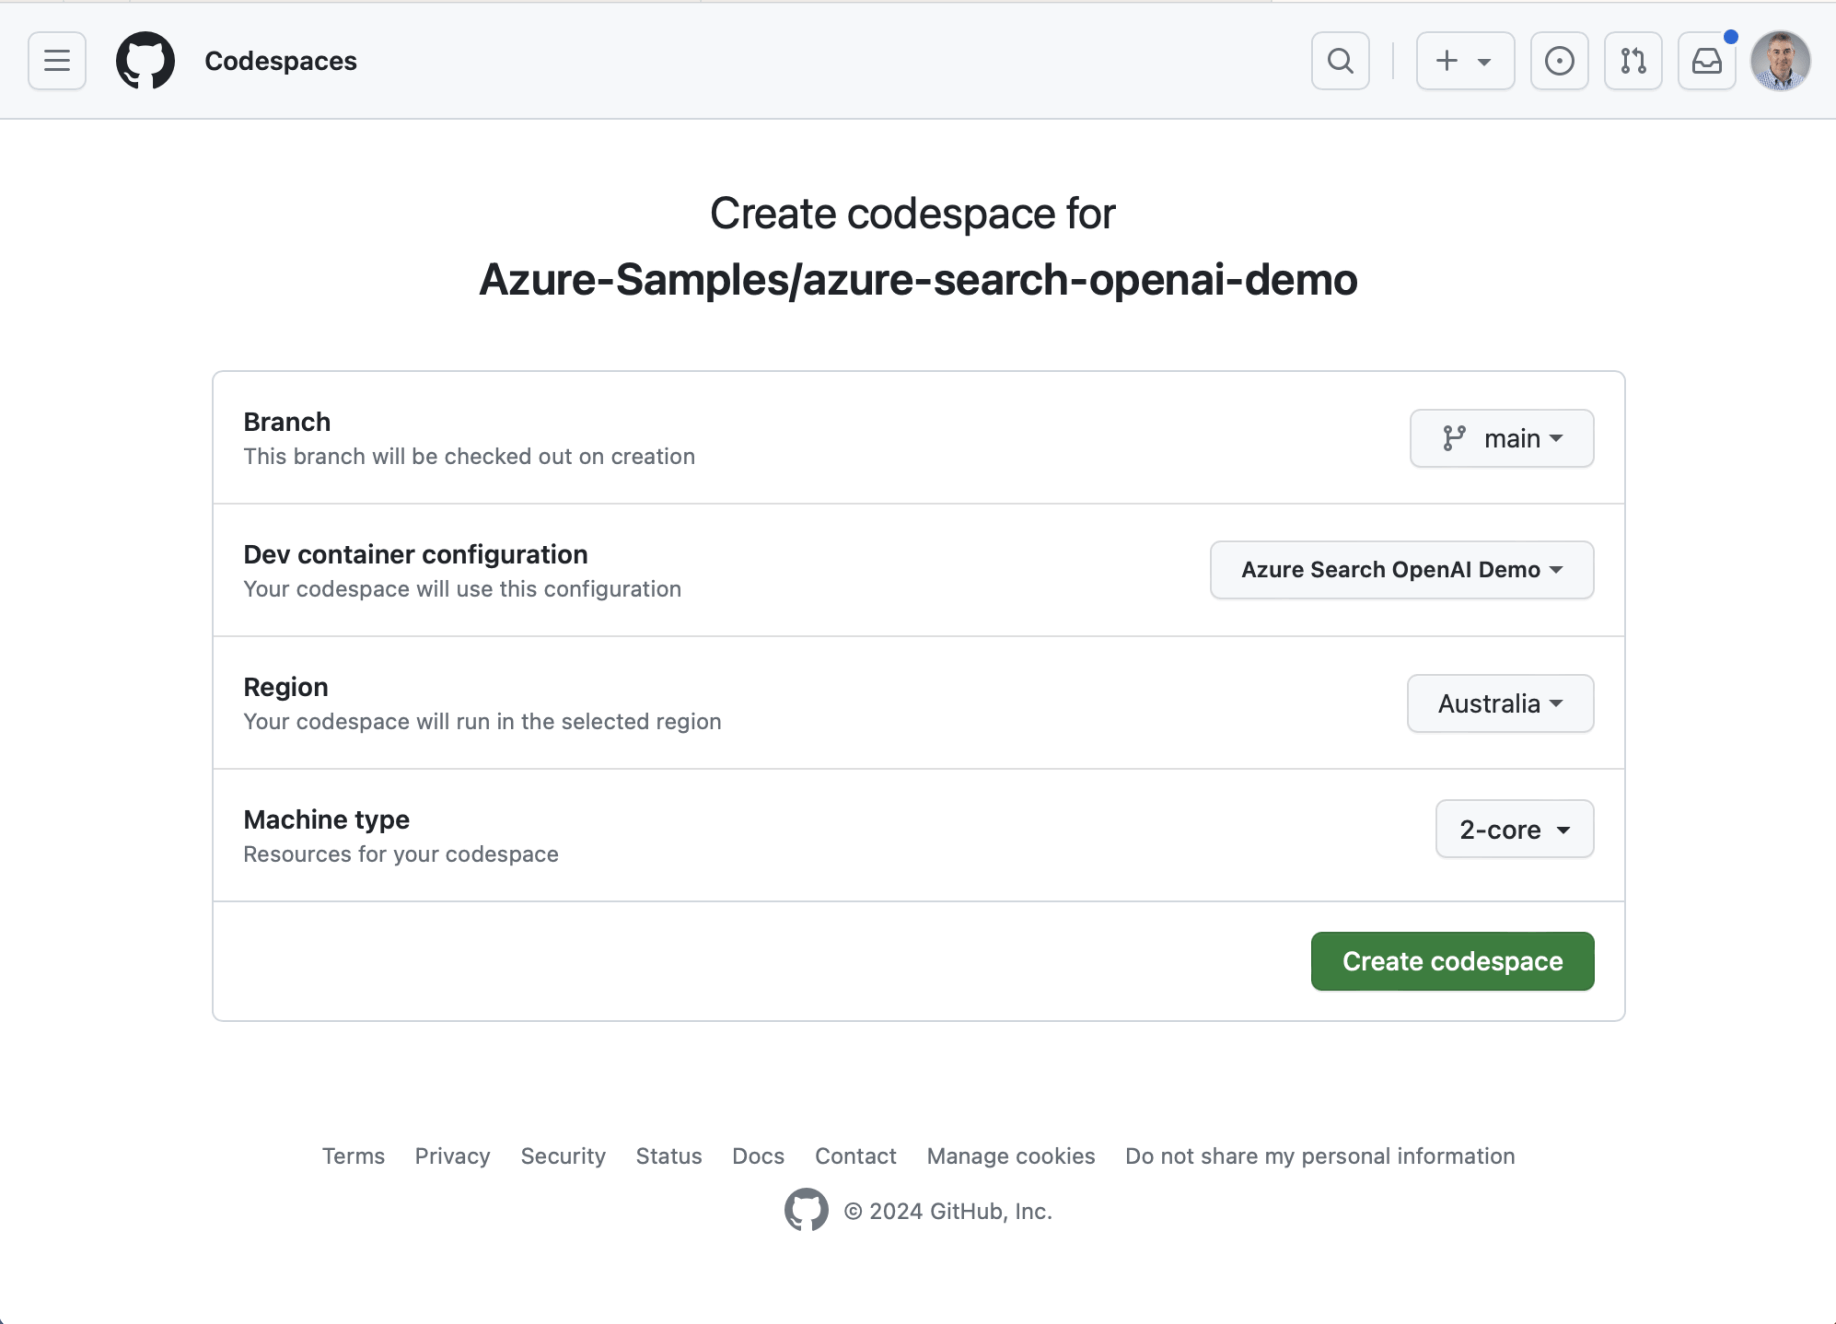 Codespaces
Create codespace for
Azure-Samples/azure-search-openai-demo
Branch
This branch will be checked out on creation
main
Dev container configuration
Your codespace will use this configuration
Azure Search OpenAI Demo
Region
Your codespace will run in the selected region
Australia
Machine type
Resources for your codespace
2-core
Create codespace
Terms Privacy Security Status Docs Contact Manage cookies Do not share my personal information
© 2024 GitHub, Inc.